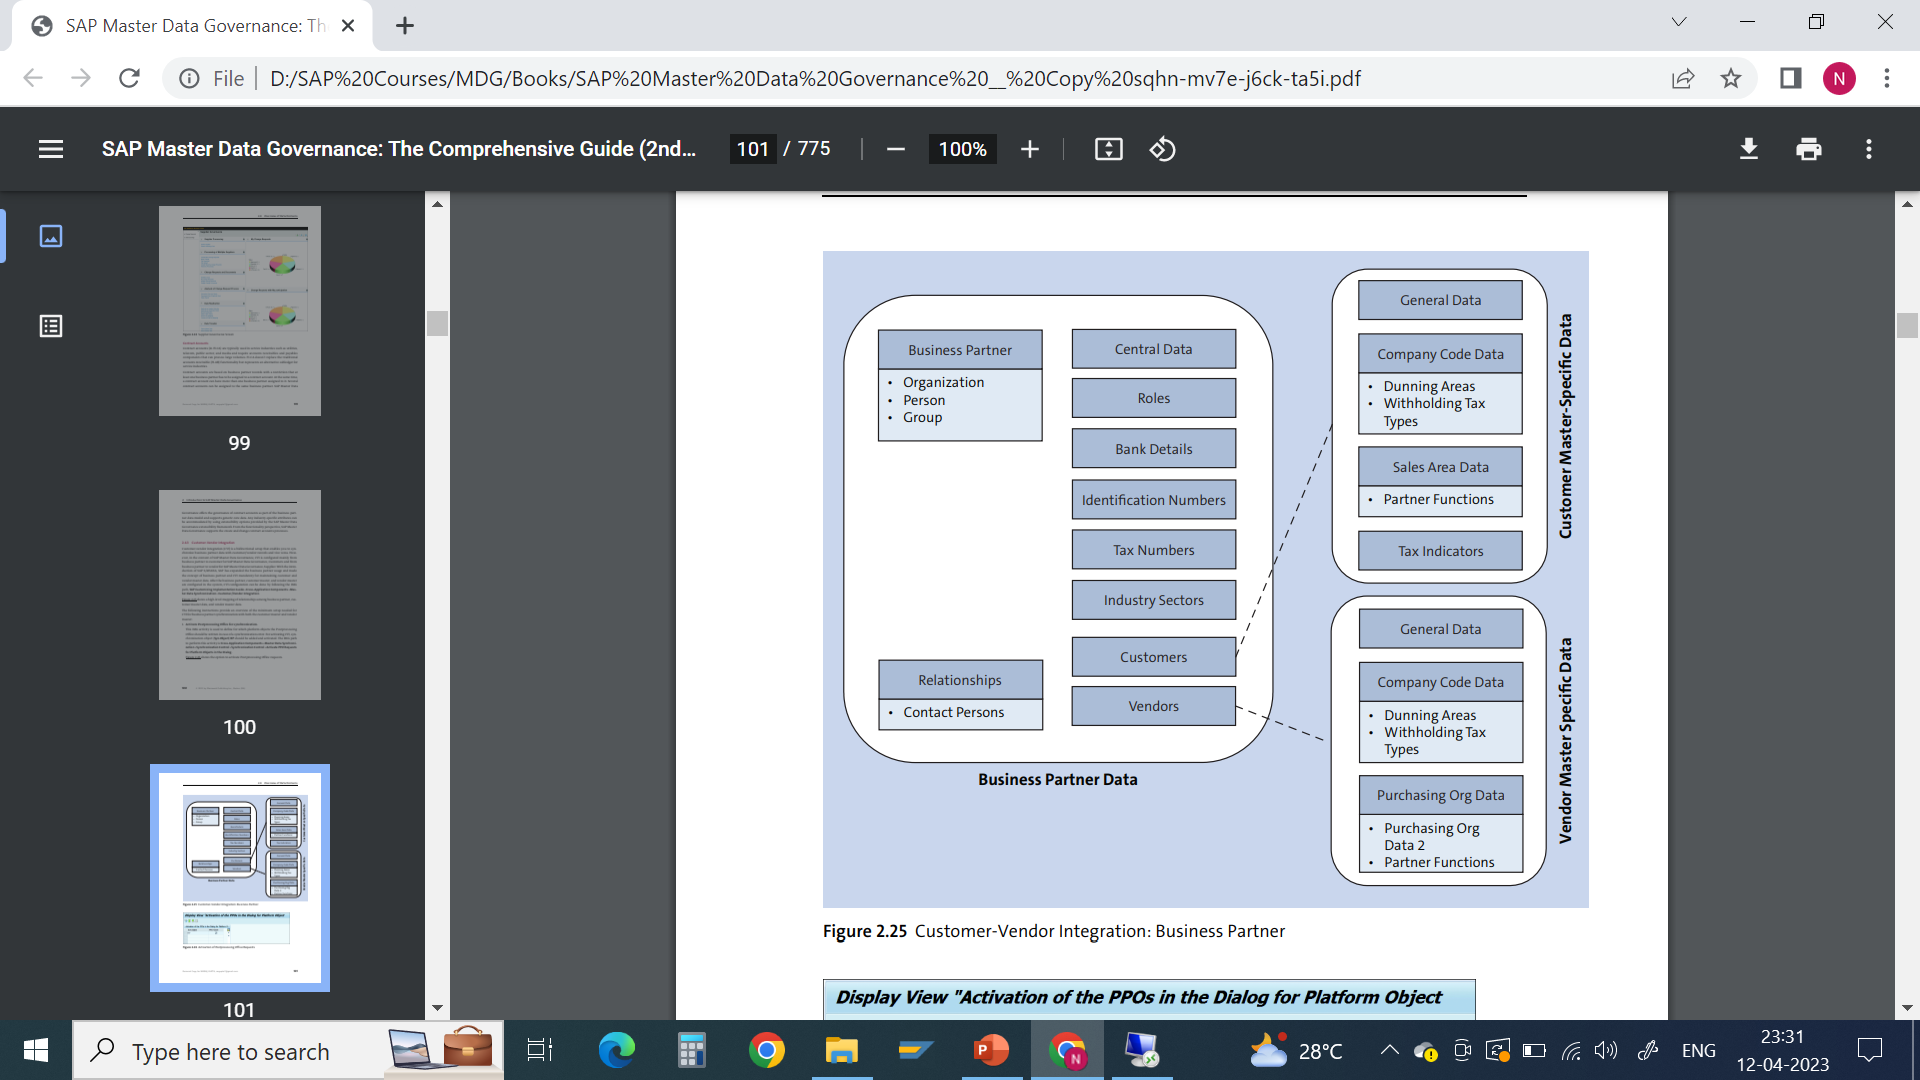 SAP Master Data Governance: Th
File
D:/SAP%20Courses/MDG/Books/SAP%20Master%20Data%20Governance%20__%20Copy%20sqhn-mv7e-j6ck-ta5i.pdf
N
SAP Master Data Governance: The Comprehensive Guide (2nd...
101 / 775
100%
99
100
101
Business Partner
• Organization
• Person
• Group
Relationships
• Contact Persons
Central Data
Roles
Bank Details
Identification Numbers
Tax Numbers
Industry Sectors
Customers
Vendors
Business Partner Data
General Data
Company Code Data
• Dunning Areas
• Withholding Tax
Types
Sales Area Data
• Partner Functions
Tax Indicators
Customer Master-Specific Data
General Data
Company Code Data
• Dunning Areas
• Withholding Tax
Types
Purchasing Org Data
• Purchasing Org
Data 2
• Partner Functions
Vendor Master Specific Data
Figure 2.25 Customer-Vendor Integration: Business Partner
Display View "Activation of the PPOs in the Dialog for Platform Object
Type here to search
P
N
28°C
ENG
23:31
12-04-2023